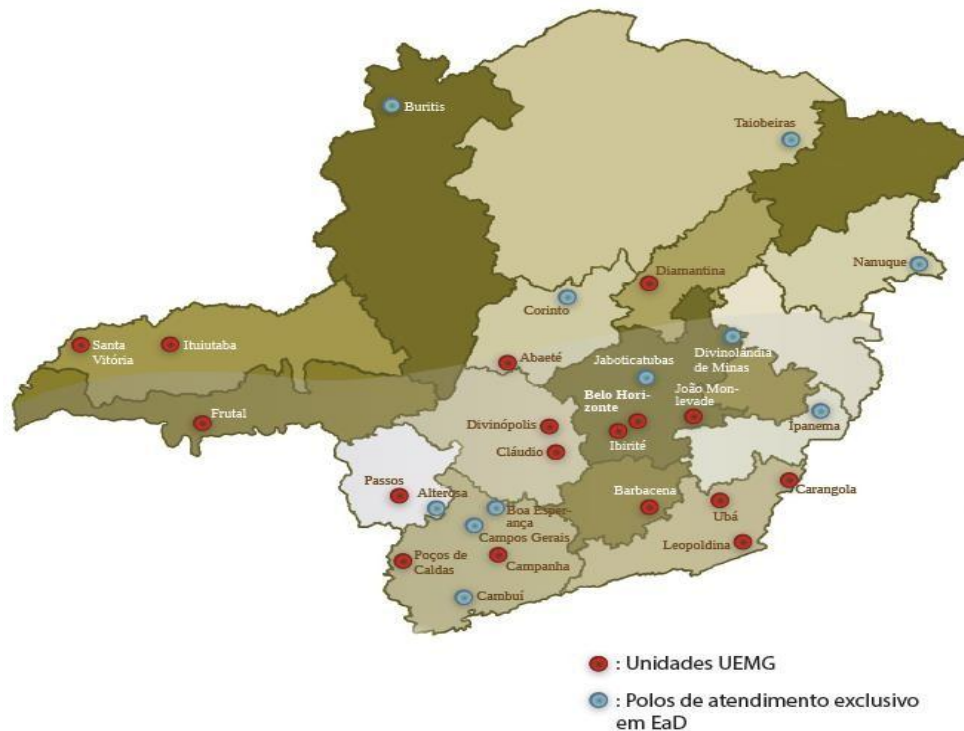 Buritis
Taiobeiras
Nanuque
Diamantina
Corinto
Santa
Vitória
Ituiutaba
Abaeté
Jaboticatubas
Divinolândia
de Minas
Belo Hori-
zonte
João Mon-
levade
Frutal
Divinópolis
Ibirité
Ipanema
Cláudio
Passos
Alterosa
Barbacena
Carangola
Boa Esper-
ança
Ubá
Campos Gerais
Leopoldina
Poços de
Caldas
Campanha
Cambuí
: Unidades UEMG
: Polos de atendimento exclusivo
em EaD